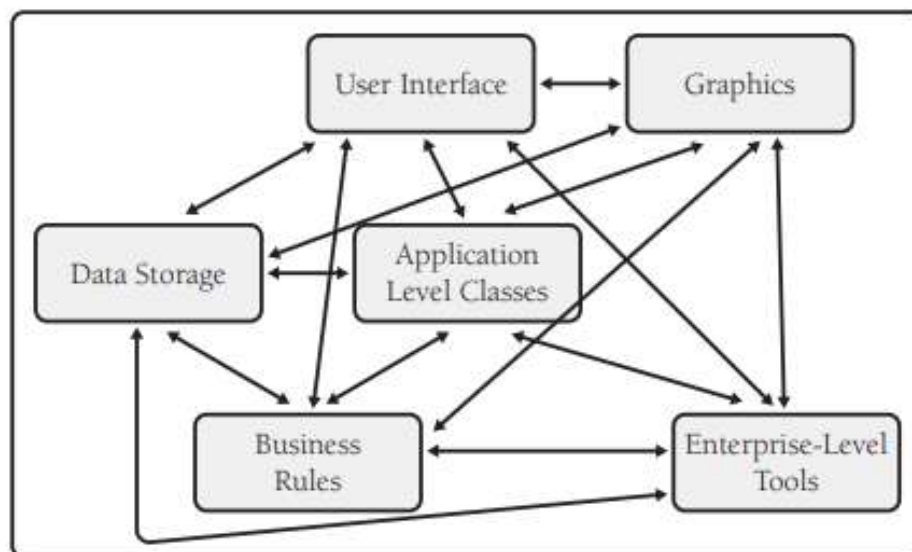 User Interface
Graphics
Data Storage
Application
Level Classes
Business
Rules
Enterprise-Level
Tools